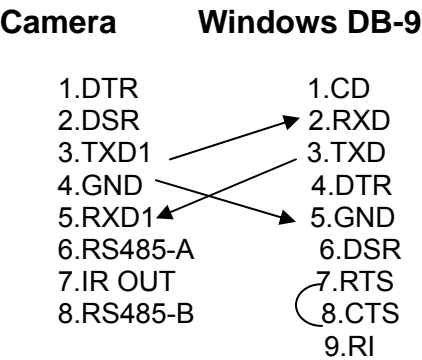 Camera Windows DB-9
1.DTR 1.CD
2.DSR 2.RXD
3.TXD1 3.TXD
4.GND 4.DTR
5.RXD1 5.GND
6.RS485-A 6.DSR
7.IR OUT 7.RTS
8.RS485-B 8.CTS
9.RI